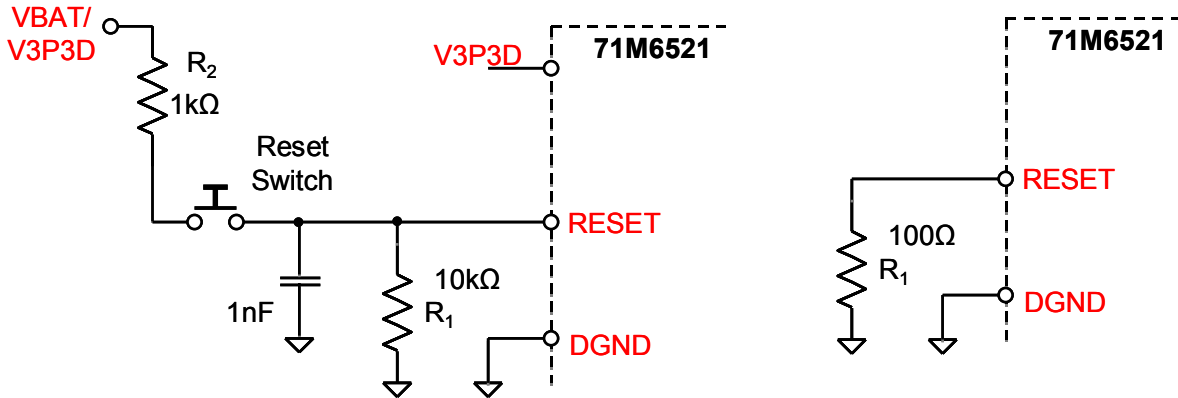 VBAT/
V3P3D
R2
1kΩ
Reset
Switch
1nF
10kΩ
R1
V3P3D
71M6521
RESET
DGND
71M6521
RESET
100Ω
R1
DGND